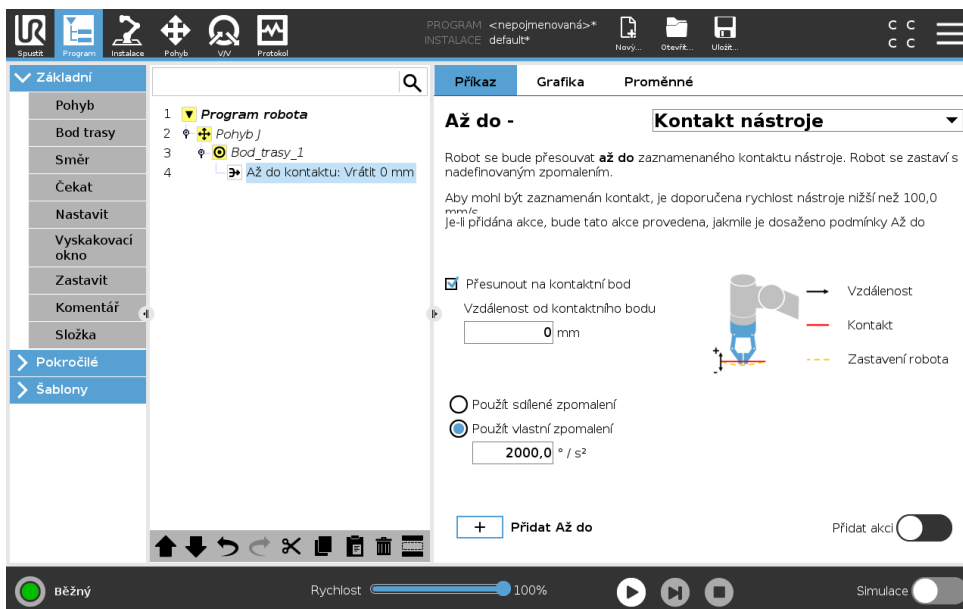 PROGRAM <nepojmenovaná>*
INSTALACE default*
Spustit
Program
Instalace
Pohyb
V/V
Protokol
Nový...
Otevřít...
Uložit...
C C
C C
Základní
Pohyb
Bod trasy
Směr
Čekat
Nastavit
Vyskakovací
okno
Zastavit
Komentář
Složka
Pokročilé
Šablony
1 Program robota
2 Pohyb J
3 Bod_trasy_1
4 Až do kontaktu: Vrátit 0 mm
Příkaz
Grafika
Proměnné
Až do - Kontakt nástroje
Robot se bude přesouvat až do zaznamenaného kontaktu nástroje. Robot se zastaví s
nadefinovaným zpomalením.
Aby mohl být zaznamenán kontakt, je doporučena rychlost nástroje nižší než 100,0
mm/s
Je-li přidána akce, bude tato akce provedena, jakmile je dosaženo podmínky Až do
Přesunout na kontaktní bod
Vzdálenost od kontaktního bodu
0 mm
Vzdálenost
Kontakt
Zastavení robota
+
-
Použít sdílené zpomalení
Použít vlastní zpomalení
2000,0 ° / s²
+ Přidat Až do
Přidat akci
Běžný
Rychlost
100%
Simulace